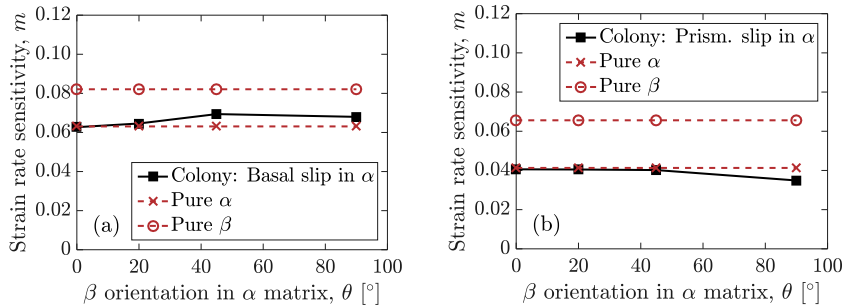 Strain rate sensitivity, m
0.12
0.10
0.08
0.06
0.04
0.02
0
Colony: Basal slip in α
Pure α
Pure β
(a)
0 20 40 60 80 100
β orientation in α matrix, θ [°]
Strain rate sensitivity, m
0.12
0.10
0.08
0.06
0.04
0.02
0
Colony: Prism. slip in α
Pure α
Pure β
(b)
0 20 40 60 80 100
β orientation in α matrix, θ [°]